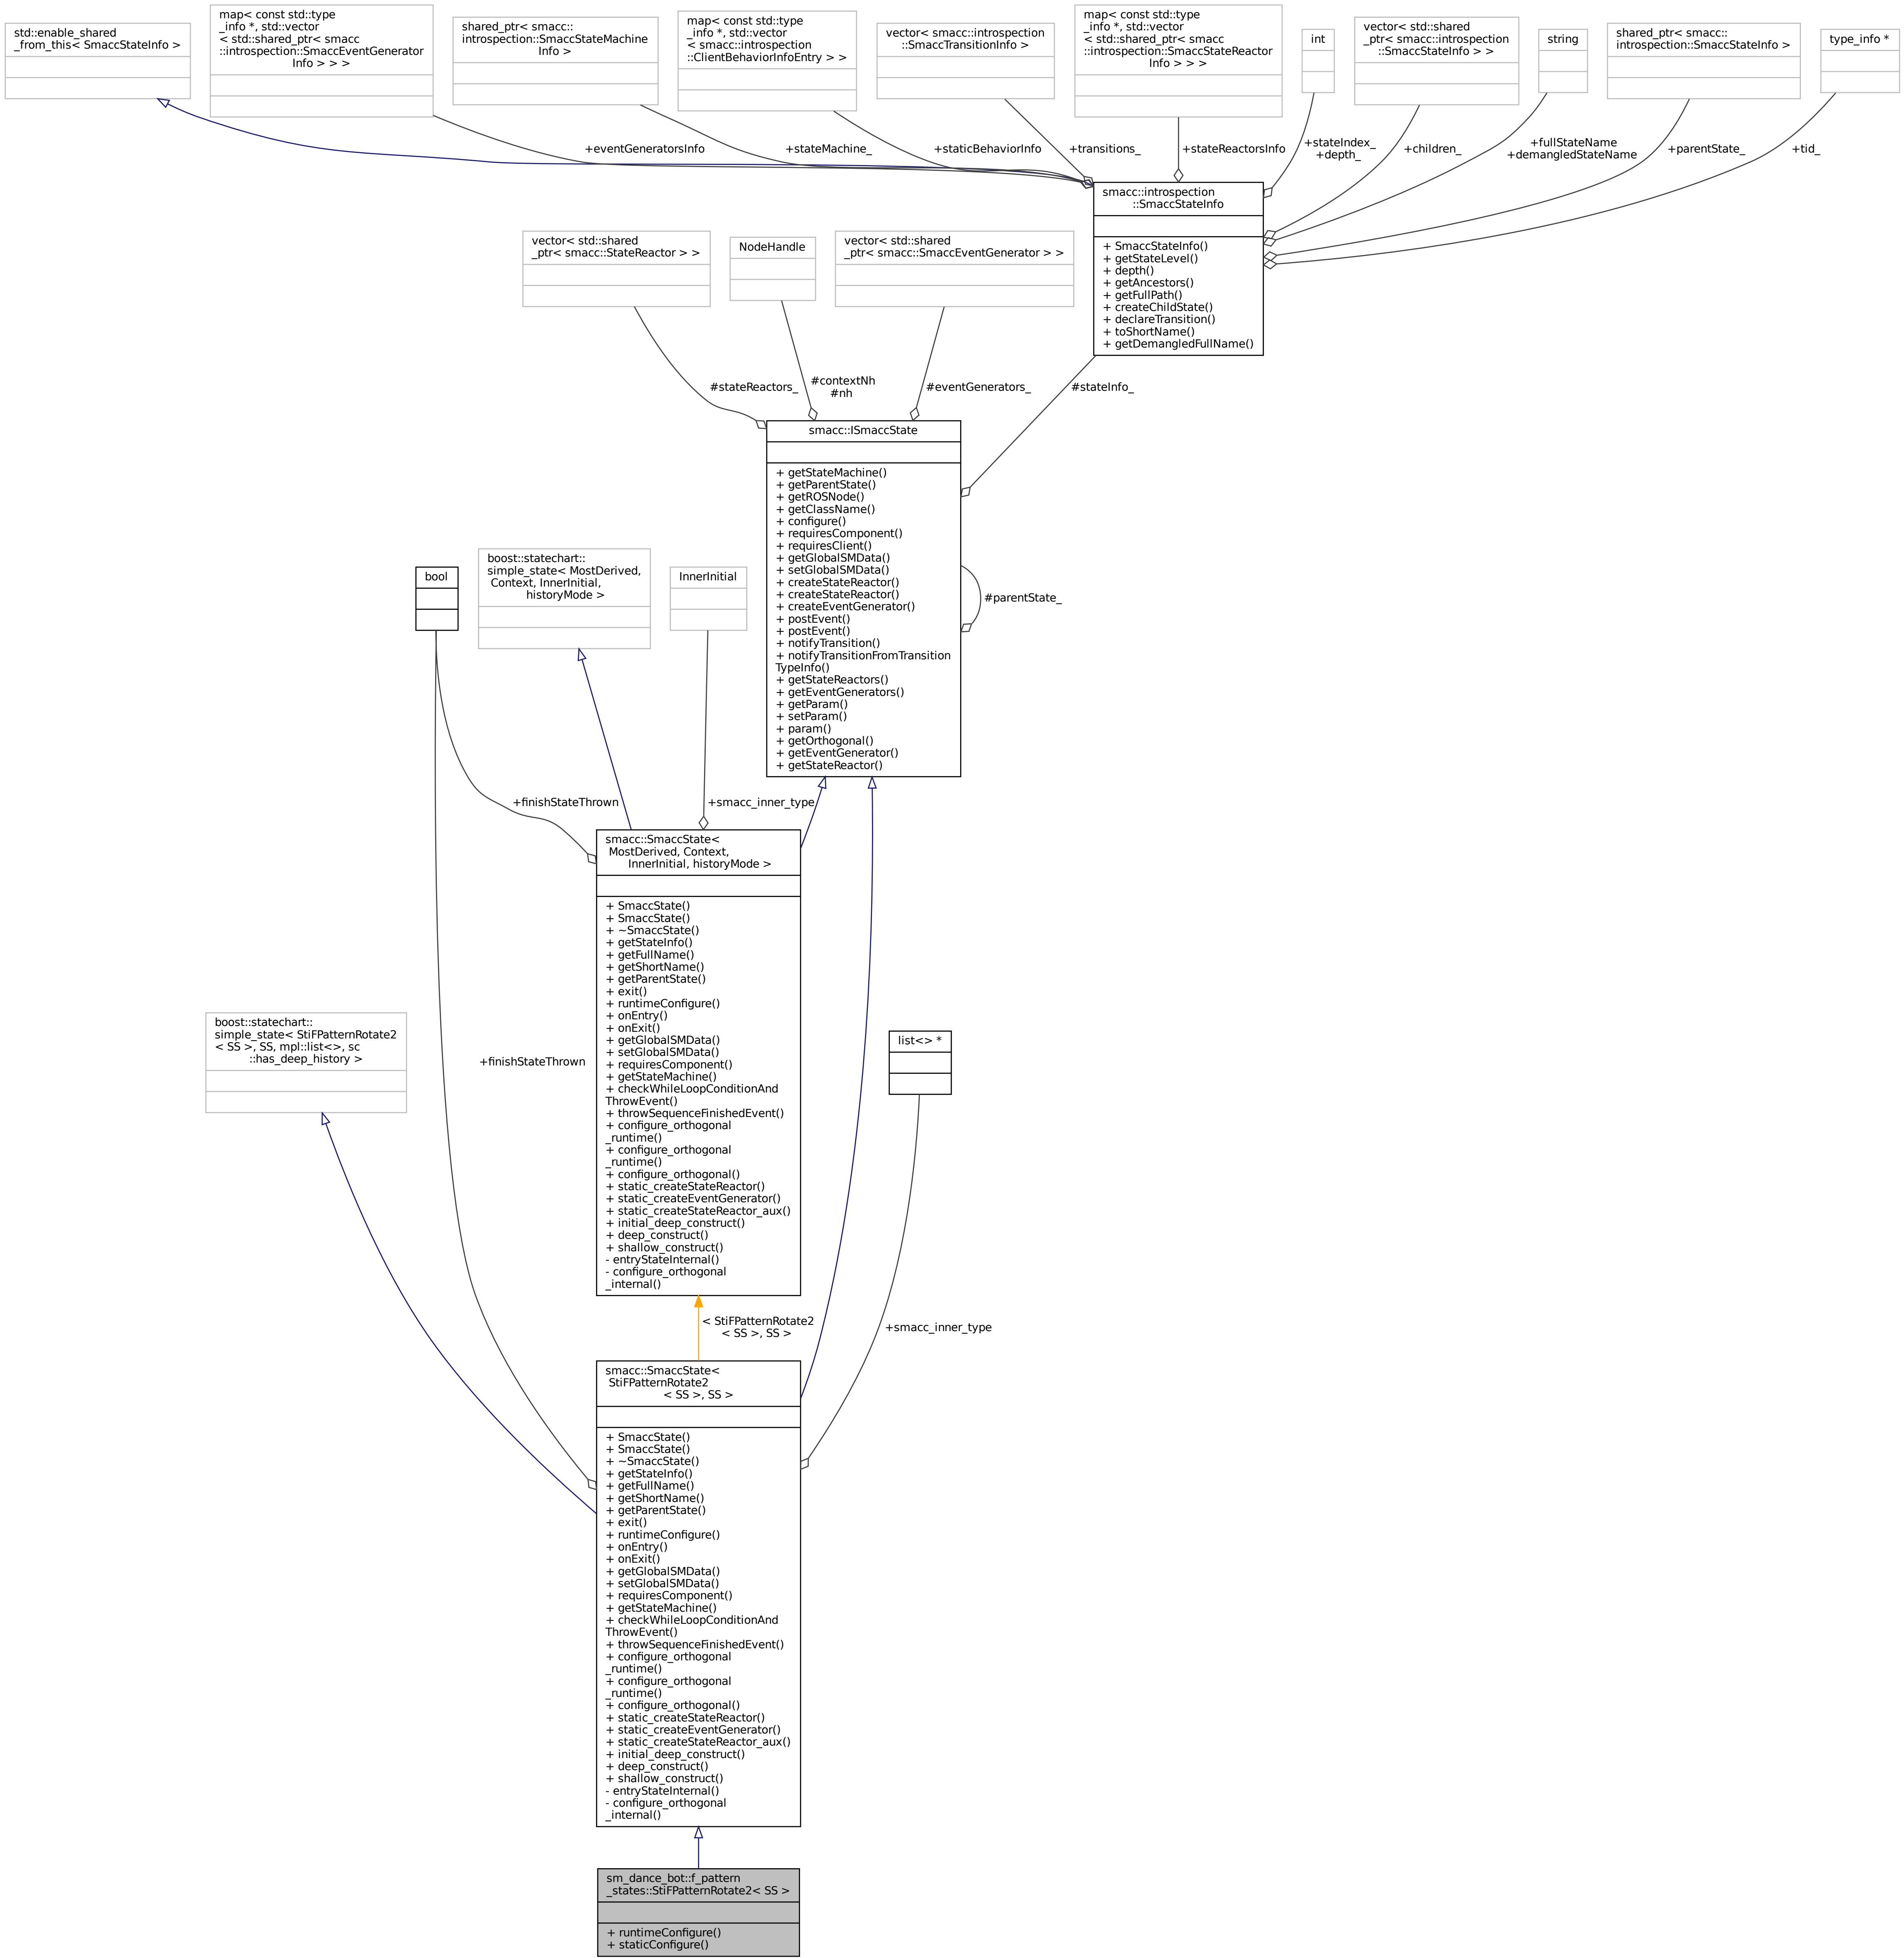 std::enable_shared
_from_this< SmaccStateInfo >
map< const std::type
_info *, std::vector
< std::shared_ptr< smacc
::introspection::SmaccEventGenerator
Info > > >
shared_ptr< smacc::
introspection::SmaccStateMachine
Info >
map< const std::type
_info *, std::vector
< smacc::introspection
::ClientBehaviorInfoEntry > >
vector< smacc::introspection
::SmaccTransitionInfo >
map< const std::type
_info *, std::vector
< std::shared_ptr< smacc
::introspection::SmaccStateReactor
Info > > >
int
vector< std::shared
_ptr< smacc::introspection
::SmaccStateInfo > >
string
shared_ptr< smacc::
introspection::SmaccStateInfo >
type_info *
+eventGeneratorsInfo
+stateMachine_
+staticBehaviorInfo
+transitions_
+stateReactorsInfo
+stateIndex_
+depth_
+children_
+fullStateName
+demangledStateName
+parentState_
+tid_
smacc::introspection
::SmaccStateInfo
+ SmaccStateInfo()
+ getStateLevel()
+ depth()
+ getAncestors()
+ getFullPath()
+ createChildState()
+ declareTransition()
+ toShortName()
+ getDemangledFullName()
vector< std::shared
_ptr< smacc::StateReactor > >
NodeHandle
vector< std::shared
_ptr< smacc::SmaccEventGenerator > >
#stateReactors_
#contextNh
#nh
#eventGenerators_
#stateInfo_
smacc::ISmaccState
+ getStateMachine()
+ getParentState()
+ getROSNode()
+ getClassName()
+ configure()
+ requiresComponent()
+ requiresClient()
+ getGlobalSMData()
+ setGlobalSMData()
+ createStateReactor()
+ createStateReactor()
+ createEventGenerator()
+ postEvent()
+ postEvent()
+ notifyTransition()
+ notifyTransitionFromTransition
TypeInfo()
+ getStateReactors()
+ getEventGenerators()
+ getParam()
+ setParam()
+ param()
+ getOrthogonal()
+ getEventGenerator()
+ getStateReactor()
#parentState_
bool
boost::statechart::
simple_state< MostDerived,
Context, InnerInitial,
historyMode >
InnerInitial
+finishStateThrown
+smacc_inner_type
smacc::SmaccState<
MostDerived, Context,
InnerInitial, historyMode >
+ SmaccState()
+ SmaccState()
+ ~SmaccState()
+ getStateInfo()
+ getFullName()
+ getShortName()
+ getParentState()
+ exit()
+ runtimeConfigure()
+ onEntry()
+ onExit()
+ getGlobalSMData()
+ setGlobalSMData()
+ requiresComponent()
+ getStateMachine()
+ checkWhileLoopConditionAnd
ThrowEvent()
+ throwSequenceFinishedEvent()
+ configure_orthogonal
_runtime()
+ configure_orthogonal
_runtime()
+ configure_orthogonal()
+ static_createStateReactor()
+ static_createEventGenerator()
+ static_createStateReactor_aux()
+ initial_deep_construct()
+ deep_construct()
+ shallow_construct()
- entryStateInternal()
- configure_orthogonal
_internal()
boost::statechart::
simple_state< StiFPatternRotate2
< SS >, SS, mpl::list<>, sc
::has_deep_history >
+finishStateThrown
list<> *
< StiFPatternRotate2
< SS >, SS >
+smacc_inner_type
smacc::SmaccState<
StiFPatternRotate2
< SS >, SS >
+ SmaccState()
+ SmaccState()
+ ~SmaccState()
+ getStateInfo()
+ getFullName()
+ getShortName()
+ getParentState()
+ exit()
+ runtimeConfigure()
+ onEntry()
+ onExit()
+ getGlobalSMData()
+ setGlobalSMData()
+ requiresComponent()
+ getStateMachine()
+ checkWhileLoopConditionAnd
ThrowEvent()
+ throwSequenceFinishedEvent()
+ configure_orthogonal
_runtime()
+ configure_orthogonal
_runtime()
+ configure_orthogonal()
+ static_createStateReactor()
+ static_createEventGenerator()
+ static_createStateReactor_aux()
+ initial_deep_construct()
+ deep_construct()
+ shallow_construct()
- entryStateInternal()
- configure_orthogonal
_internal()
sm_dance_bot::f_pattern
_states::StiFPatternRotate2< SS >
+ runtimeConfigure()
+ staticConfigure()